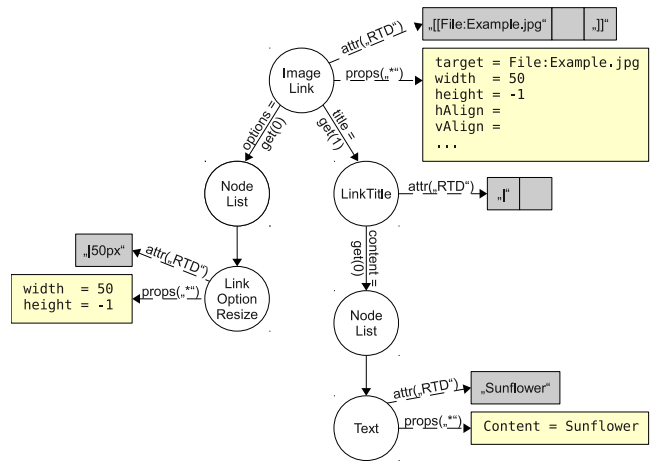 „[[File:Example.jpg“ „]]“
attr(„RTD“)
Image
Link
props(„*“)
target = File:Example.jpg
width  = 50
height = -1
hAlign =
vAlign =
...
options =
get(0)
title =
get(1)
Node
List
LinkTitle
attr(„RTD“)
„|“
„|50px“
attr(„RTD“)
content =
get(0)
width  = 50
height = -1
props(„*“)
Link
Option
Resize
Node
List
attr(„RTD“)
„Sunflower“
Text
props(„*“)
Content = Sunflower